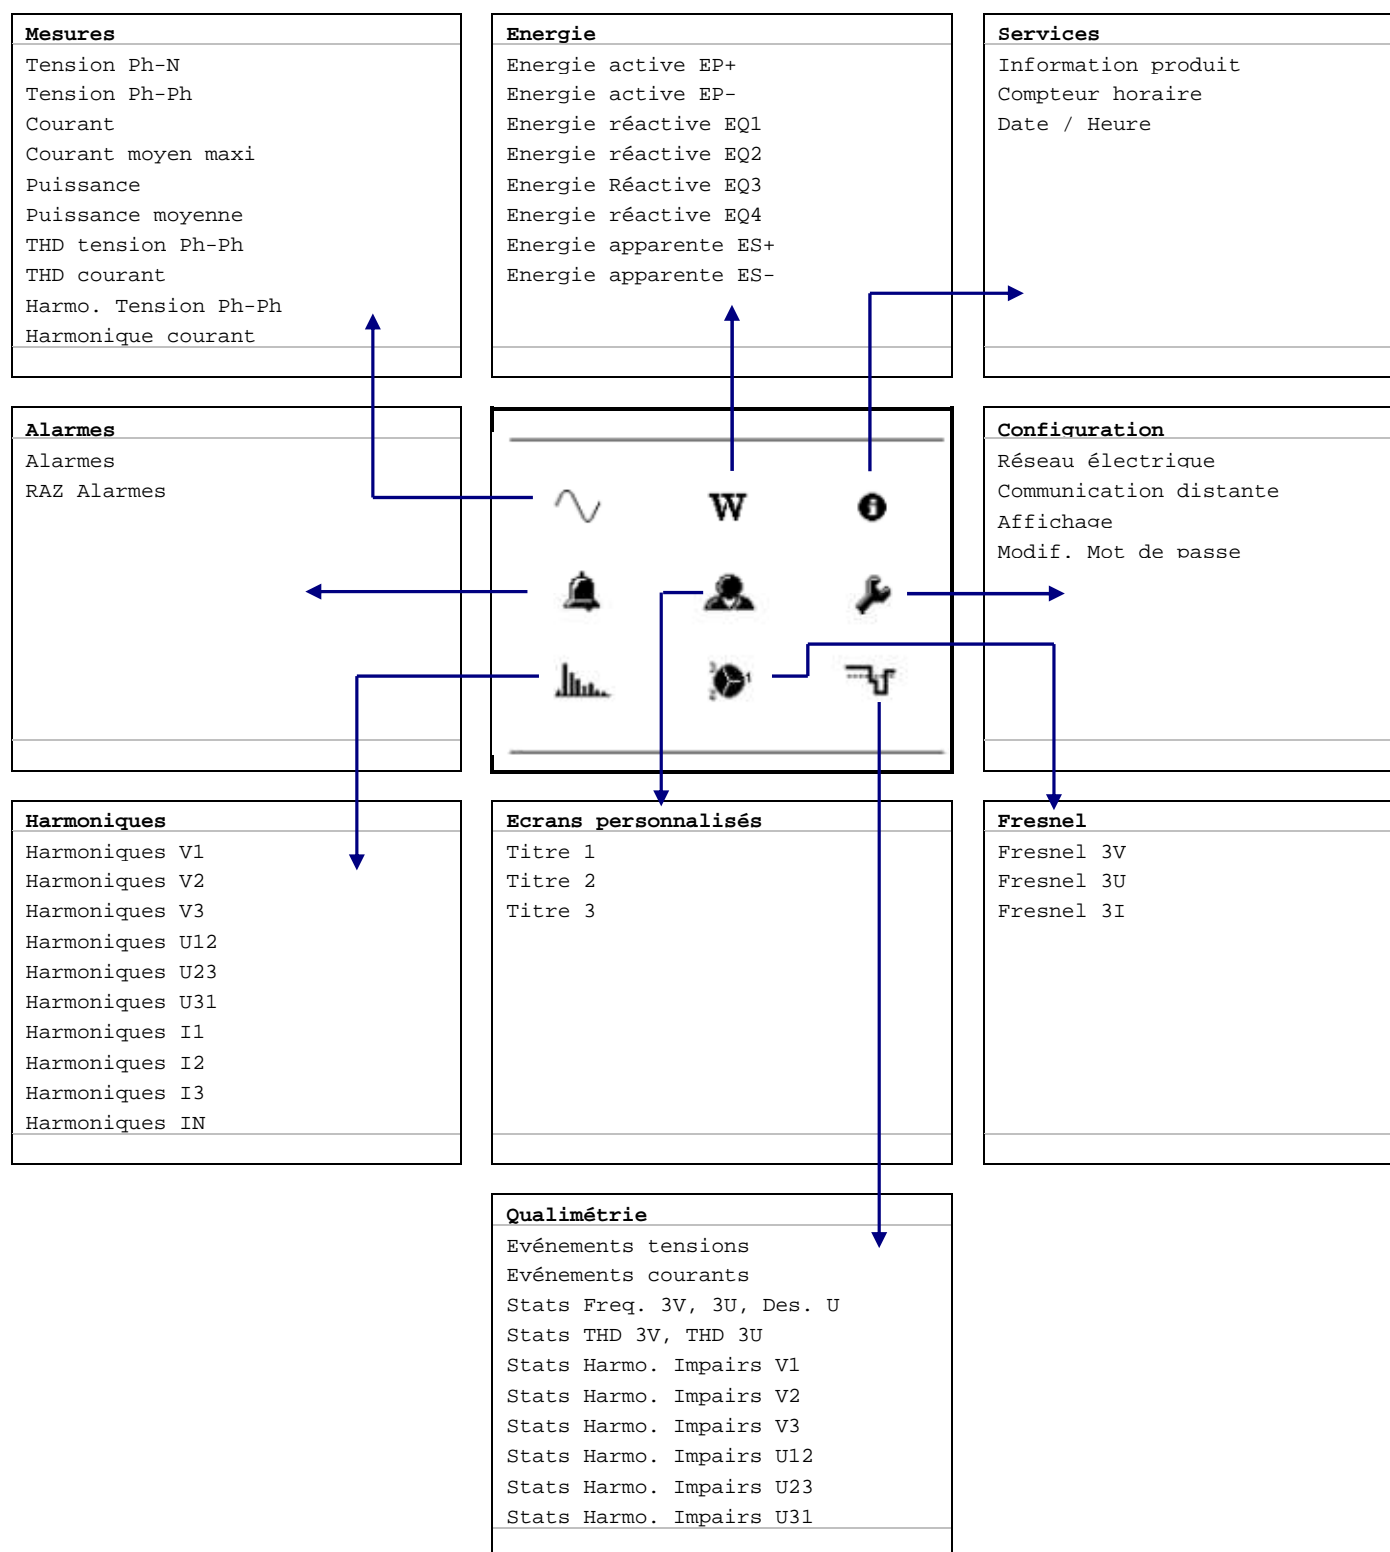 Mesures
Tension Ph-N
Tension Ph-Ph
Courant
Courant moyen maxi
Puissance
Puissance moyenne
THD tension Ph-Ph
THD courant
Harmo. Tension Ph-Ph
Harmonique courant
Energie
Energie active EP+
Energie active EP-
Energie réactive EQ1
Energie réactive EQ2
Energie Réactive EQ3
Energie réactive EQ4
Energie apparente ES+
Energie apparente ES-
Services
Information produit
Compteur horaire
Date / Heure
Alarmes
Alarmes
RAZ Alarmes
W
3 1
2
Configuration
Réseau électrique
Communication distante
Affichage
Modif. Mot de passe
Harmoniques
Harmoniques V1
Harmoniques V2
Harmoniques V3
Harmoniques U12
Harmoniques U23
Harmoniques U31
Harmoniques I1
Harmoniques I2
Harmoniques I3
Harmoniques IN
Ecrans personnalisés
Titre 1
Titre 2
Titre 3
Fresnel
Fresnel 3V
Fresnel 3U
Fresnel 3I
Qualimétrie
Evénements tensions
Evénements courants
Stats Freq. 3V, 3U, Des. U
Stats THD 3V, THD 3U
Stats Harmo. Impairs V1
Stats Harmo. Impairs V2
Stats Harmo. Impairs V3
Stats Harmo. Impairs U12
Stats Harmo. Impairs U23
Stats Harmo. Impairs U31